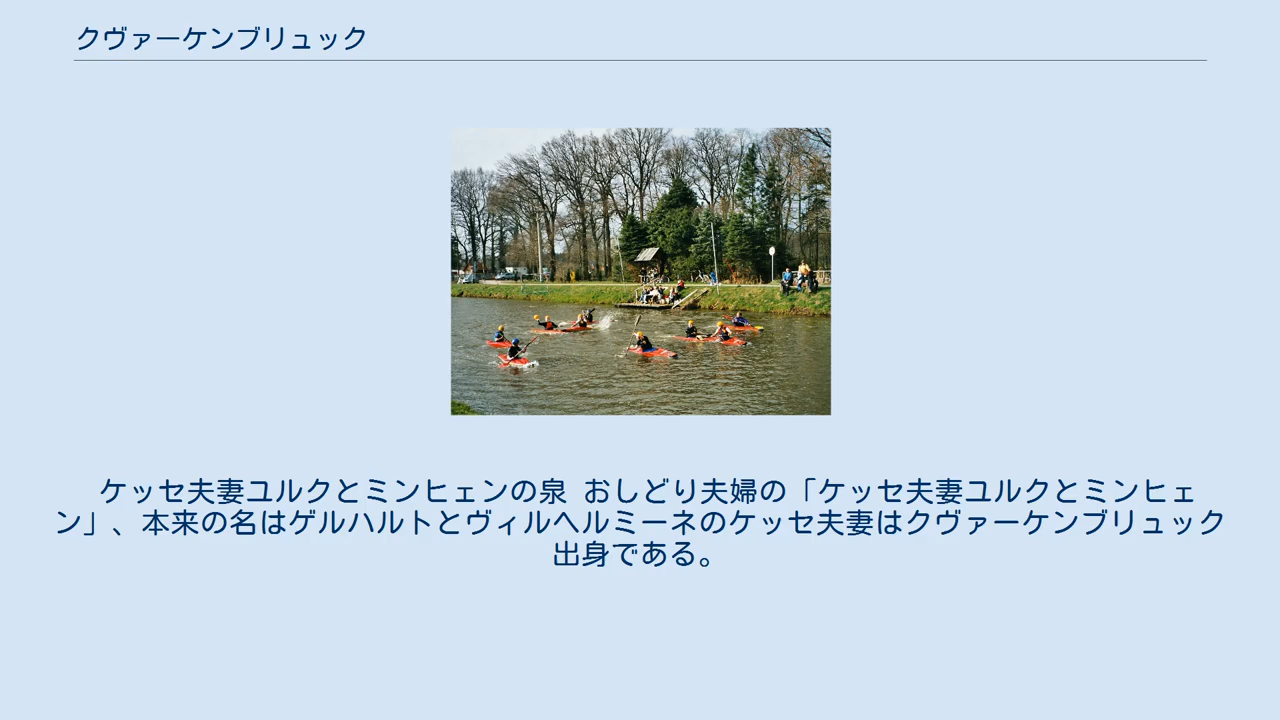 クヴァーケンブリュック
ケッセ夫妻ユルクとミンヒェンの泉 おしどり夫婦の「ケッセ夫妻ユルクとミンヒェ
ン」、本来の名はゲルハルトとヴィルヘルミーネのケッセ夫妻はクヴァーケンブリュック
出身である。